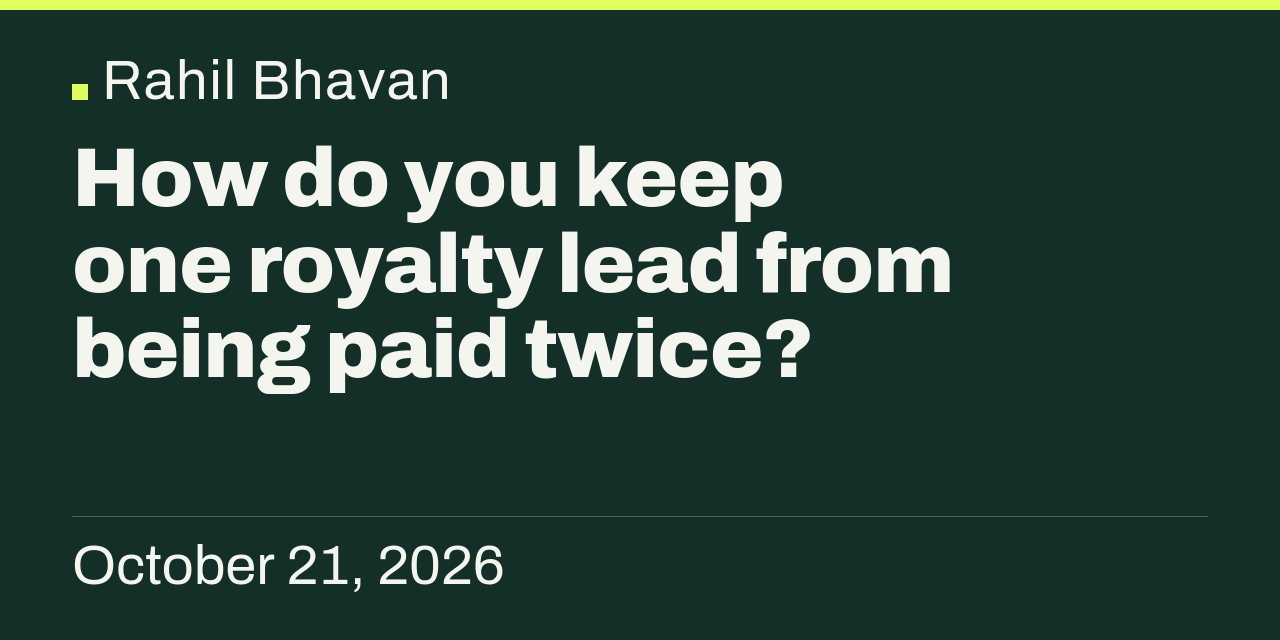 Rahil Bhavan
How do you keep
one royalty lead from
being paid twice?
October 21, 2026